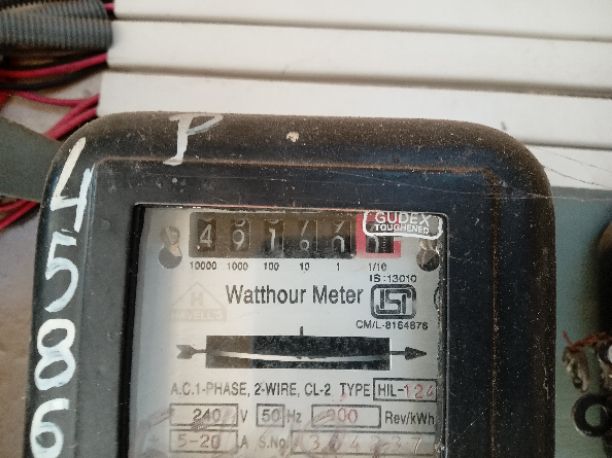 P
4586
GUDEX
TOUGHENED
10000 1000 100 10 1 1/10
IS:13010
Watthour Meter
HAVELL'S
CM/L-8164876
A.C.1-PHASE, 2-WIRE, CL-2 TYPE HIL-124
240 V 50 Hz Rev/kWh
5-20 A S.No